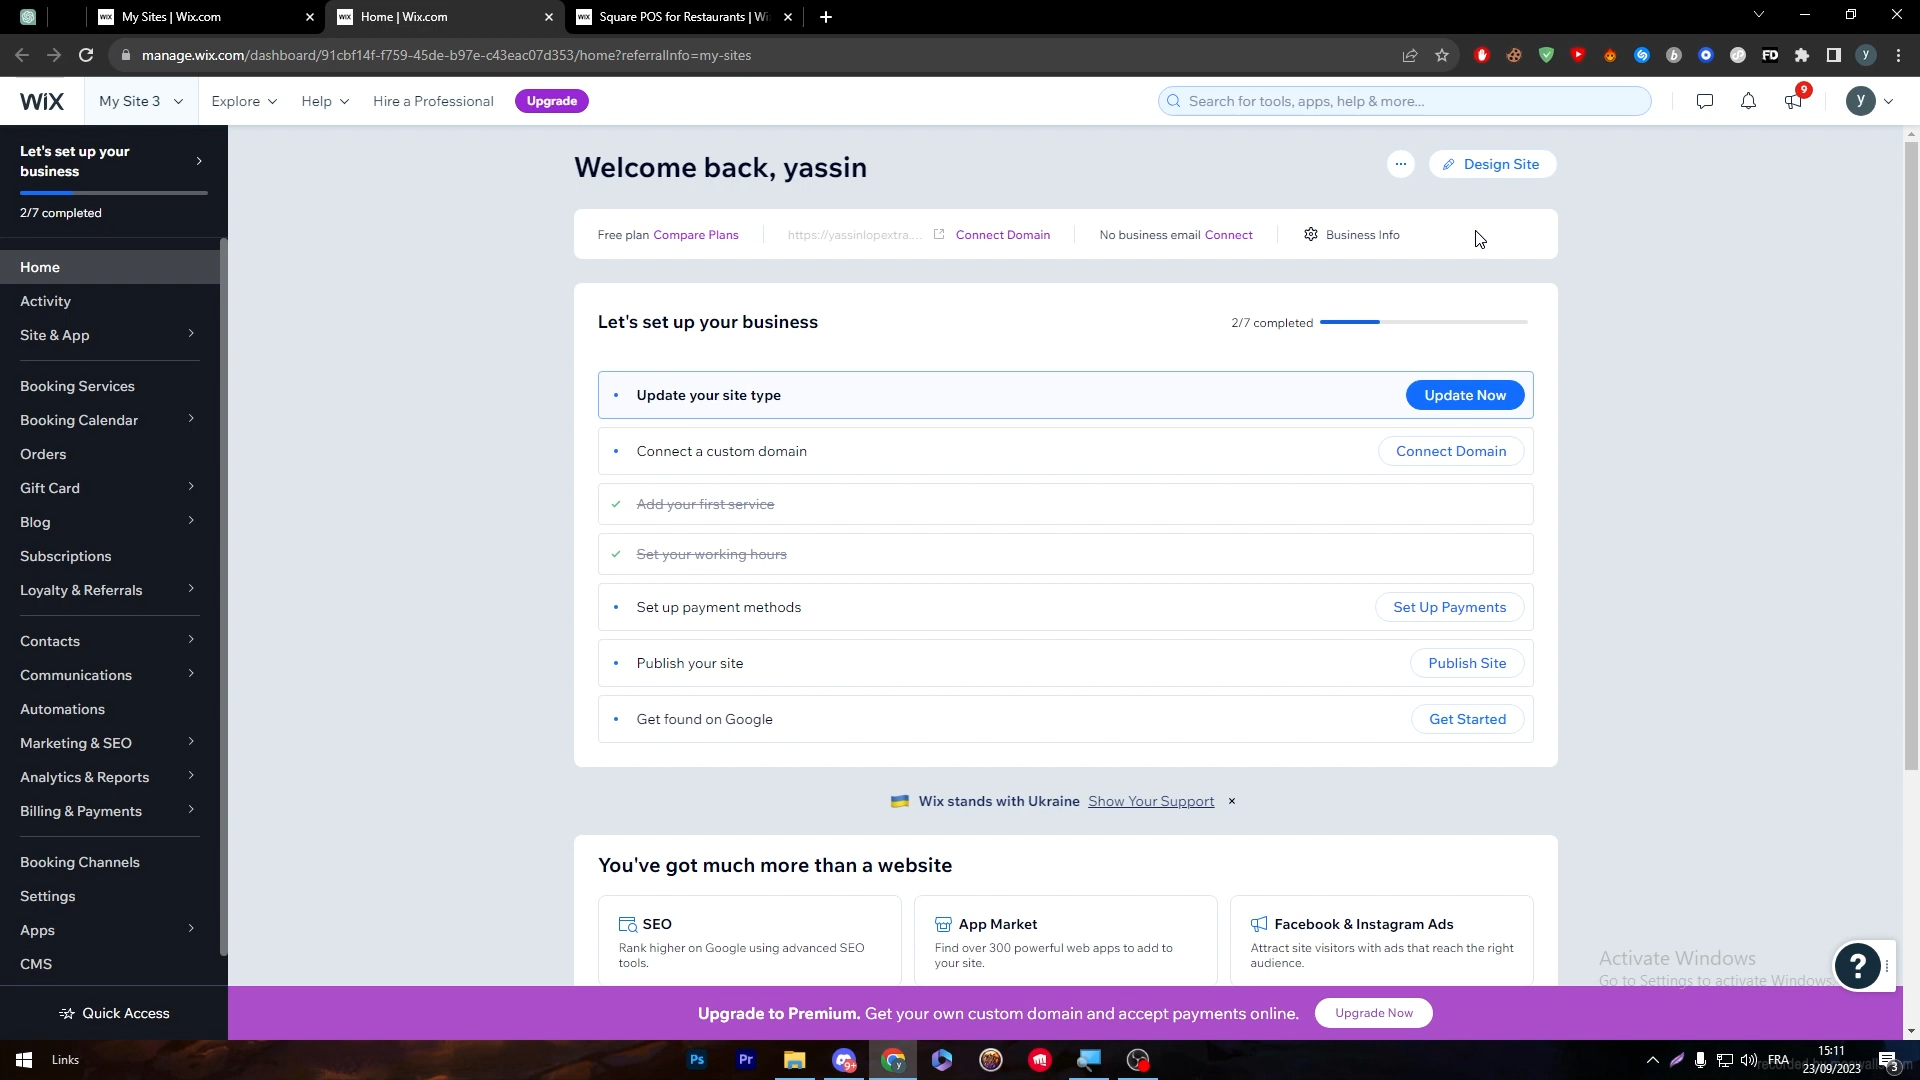 My Sites | Wix.com
Home | Wix.com
Square POS for Restaurants | Wi
manage.wix.com/dashboard/91cbf14f-f759-45de-b97e-c43eac07d353/home?referralInfo=my-sites
WiX
My Site 3
Explore
Help
Hire a Professional
Upgrade
Search for tools, apps, help & more...
9
y
Let's set up your
business
2/7 completed
Home
Activity
Site & App
Booking Services
Booking Calendar
Orders
Gift Card
Blog
Subscriptions
Loyalty & Referrals
Contacts
Communications
Automations
Marketing & SEO
Analytics & Reports
Billing & Payments
Booking Channels
Settings
Apps
CMS
Quick Access
Welcome back, yassin
Design Site
Free plan Compare Plans
https://yassinlopextra....
Connect Domain
No business email Connect
Business Info
Let's set up your business
2/7 completed
Update your site type
Update Now
Connect a custom domain
Connect Domain
Add your first service
Set your working hours
Set up payment methods
Set Up Payments
Publish your site
Publish Site
Get found on Google
Get Started
Wix stands with Ukraine Show Your Support
You've got much more than a website
SEO
Rank higher on Google using advanced SEO
tools.
App Market
Find over 300 powerful web apps to add to
your site.
Facebook & Instagram Ads
Attract site visitors with ads that reach the right
audience.
Activate Windows
Go to Settings to activate Windows.
Upgrade to Premium. Get your own custom domain and accept payments online.
Upgrade Now
Links
Ps
Pr
FRA
15:11
23/09/2023
3